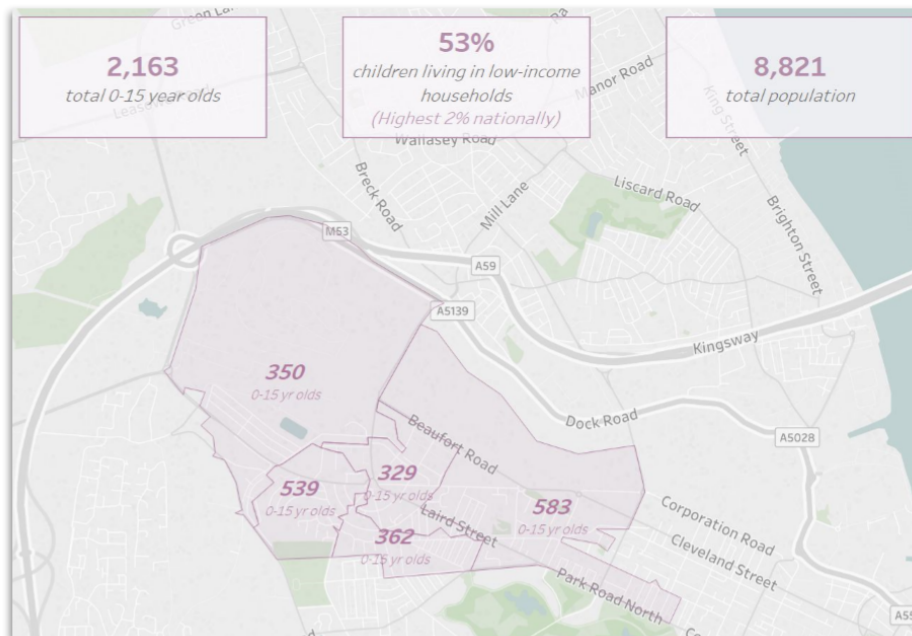 Green La
Ra
2,163
total 0-15 year olds
53%
children living in low-income
households
(Highest 2% nationally)
8,821
total population
Manor Road
King Street
Wallasey Road
Breck Road
Mill Lane
Liscard Road
Brighton Street
M53
A59
A5139
Kingsway
350
0-15 yr olds
Dock Road
A5028
Beaufort Road
329
0-15 yr olds
539
0-15 yr olds
583
0-15 yr olds
Laird Street
362
0-15 yr olds
Corporation Road
Cleveland Street
Park Road North
A55